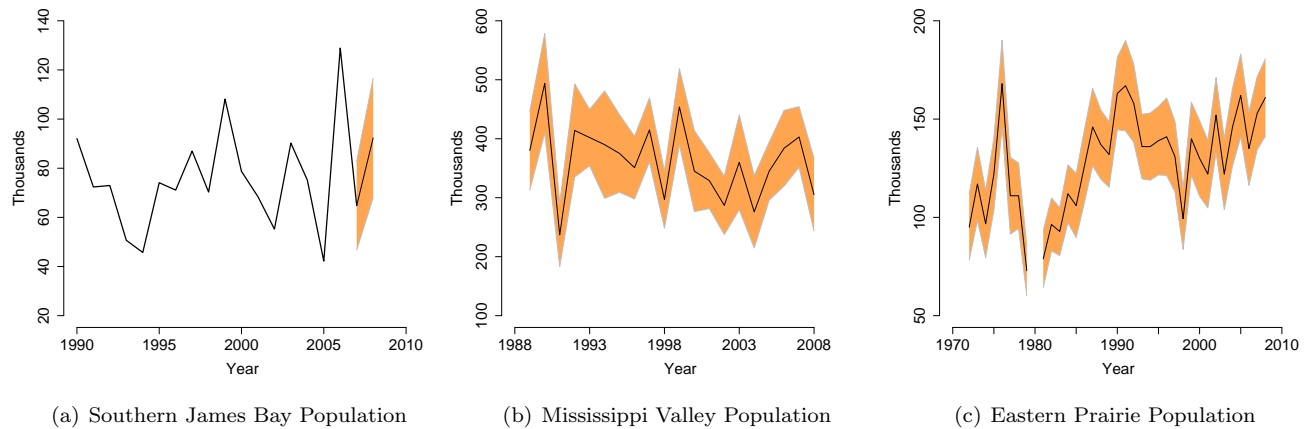 140
120
100
80
60
40
20
Thousands
1990 1995 2000 2005 2010
Year
(a) Southern James Bay Population
600
500
400
300
200
100
Thousands
1988 1993 1998 2003 2008
Year
(b) Mississippi Valley Population
200
150
100
50
Thousands
1970 1980 1990 2000 2010
Year
(c) Eastern Prairie Population